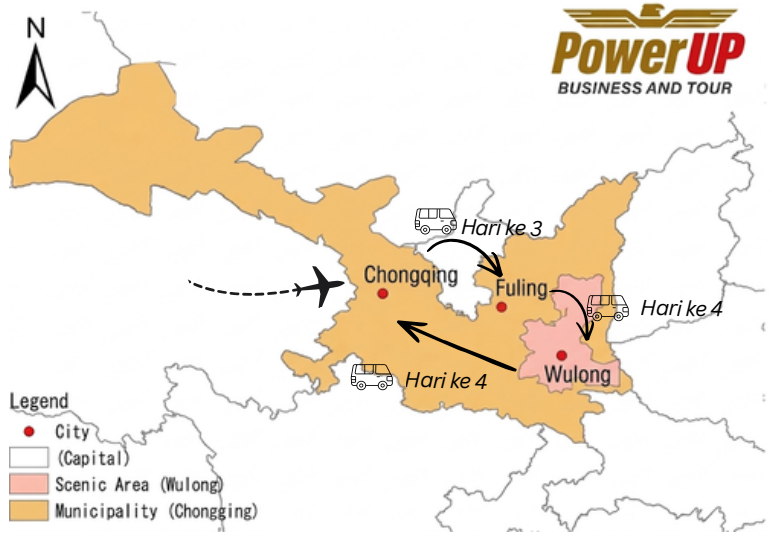 N
PowerUP
BUSINESS AND TOUR
Hari ke 3
Chongqing
Fuling
Hari ke 4
Wulong
Hari ke 4
Legend
City
(Capital)
Scenic Area (Wulong)
Municipality (Chongging)